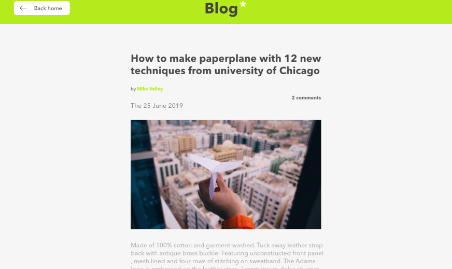 Back home
Blog*
How to make paperplane with 12 new
techniques from university of Chicago
by Mike Valley
2 comments
The 25 June 2019
Made of 100% cotton and garment washed. Tuck away leather strap
back with antique brass buckle. Featuring unconstructed front panel
, mesh lined and four rows of stitching on sweatband. The Adams